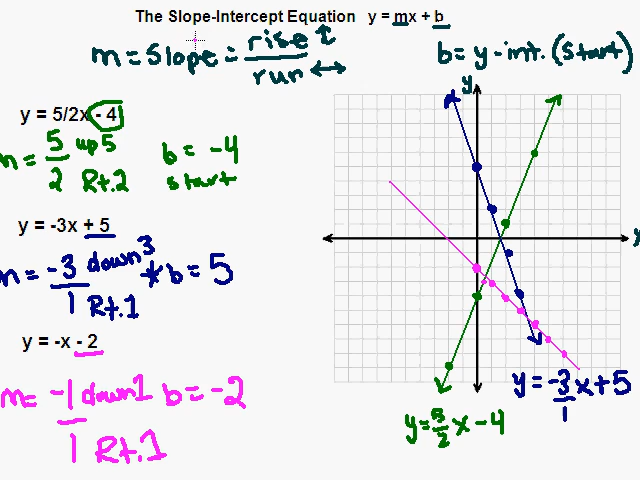 The Slope-Intercept Equation y = mx + b
m = slope = rise ↕
run ↔
b = y-int. (start)
y
x
y = 5/2x - 4
m = 5 up 5
2 Rt. 2
b = -4
start
y = -3x + 5
m = -3 down 3
1 Rt. 1
* b = 5
y = -x - 2
m = -1 down 1
1 Rt. 1
b = -2
y = -3/1 x + 5
y = 5/2 x - 4